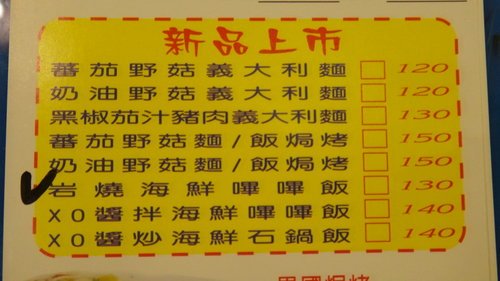 新品上市
蕃茄野菇義大利麵 □ 120
奶油野菇義大利麵 □ 120
黑椒茄汁豬肉義大利麵 □ 130
蕃茄野菇麵/飯焗烤 □ 150
奶油野菇麵/飯焗烤 □ 150
岩燒海鮮嗶嗶飯 □ 130
XO醬拌海鮮嗶嗶飯 □ 140
XO醬炒海鮮石鍋飯 □ 140